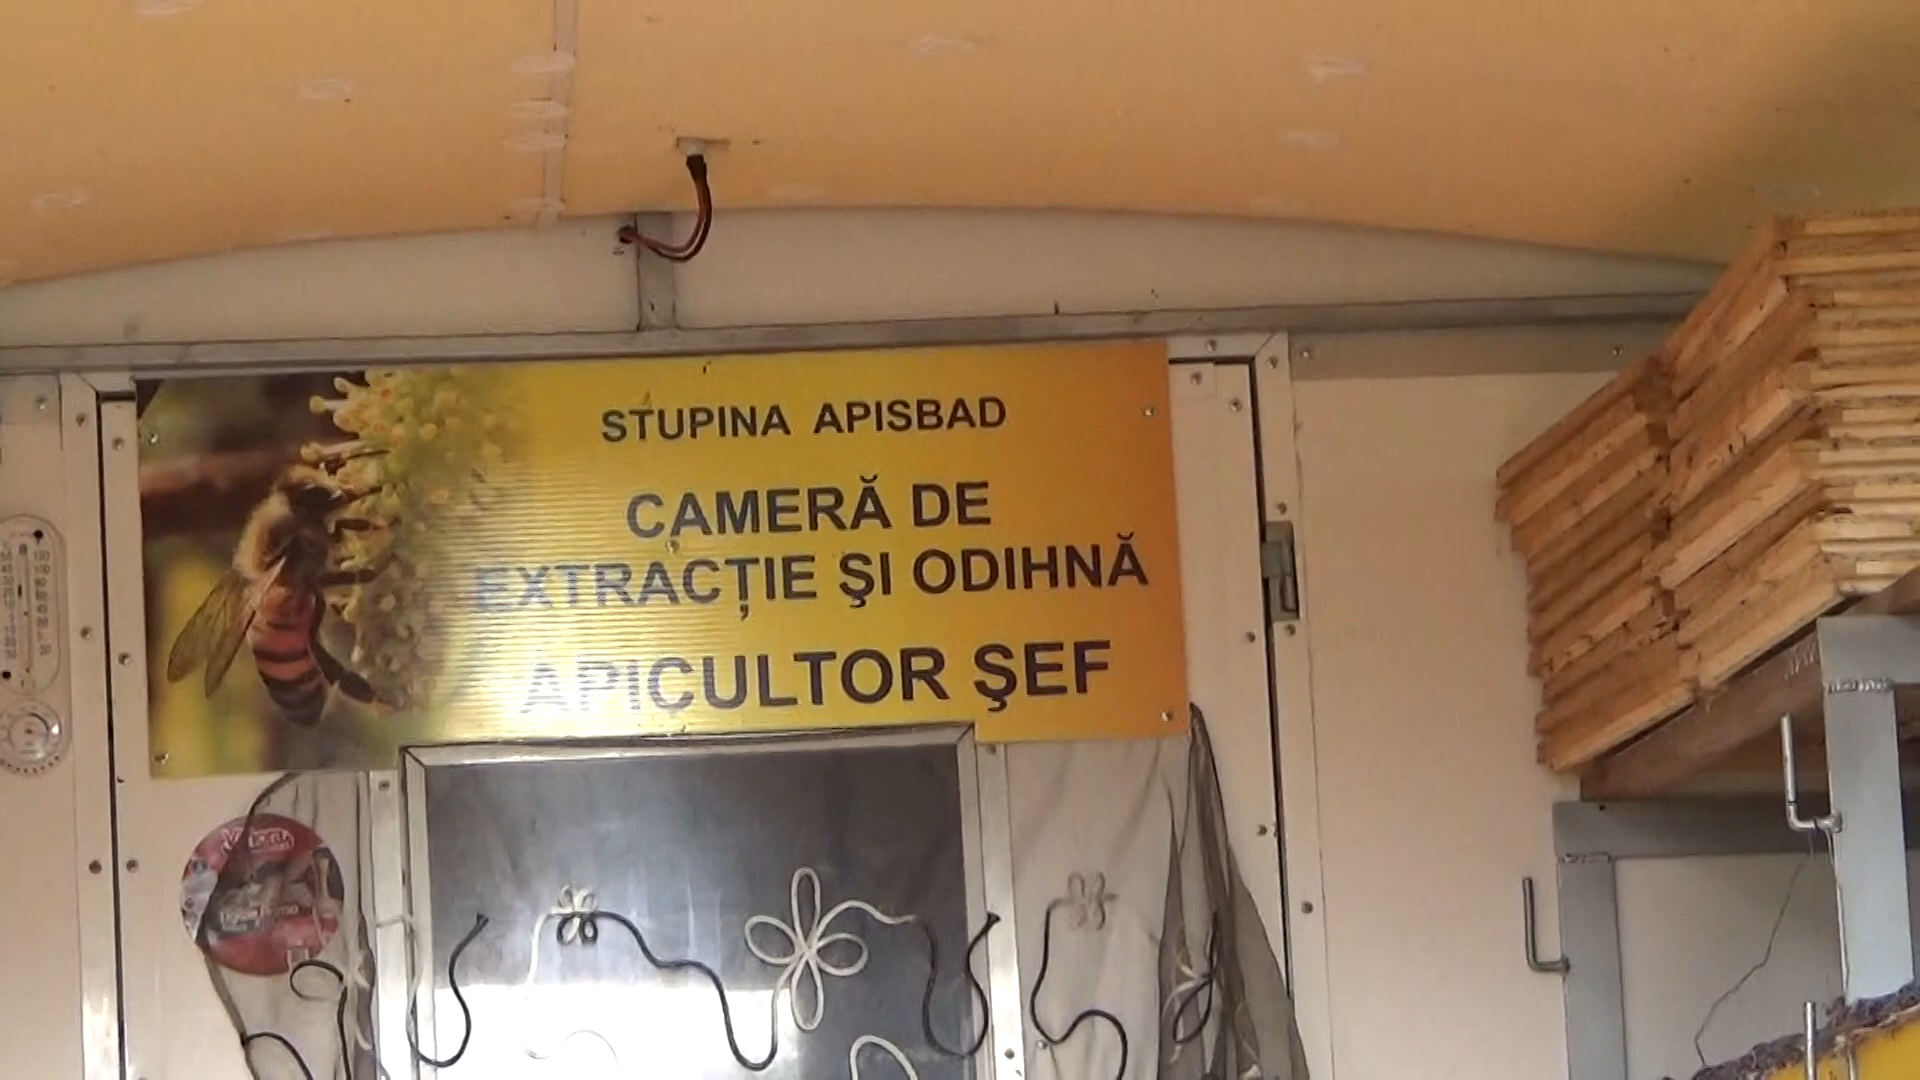 STUPINA APISBAD
CAMERĂ DE
EXTRACȚIE ŞI ODIHNĂ
APICULTOR ŞEF